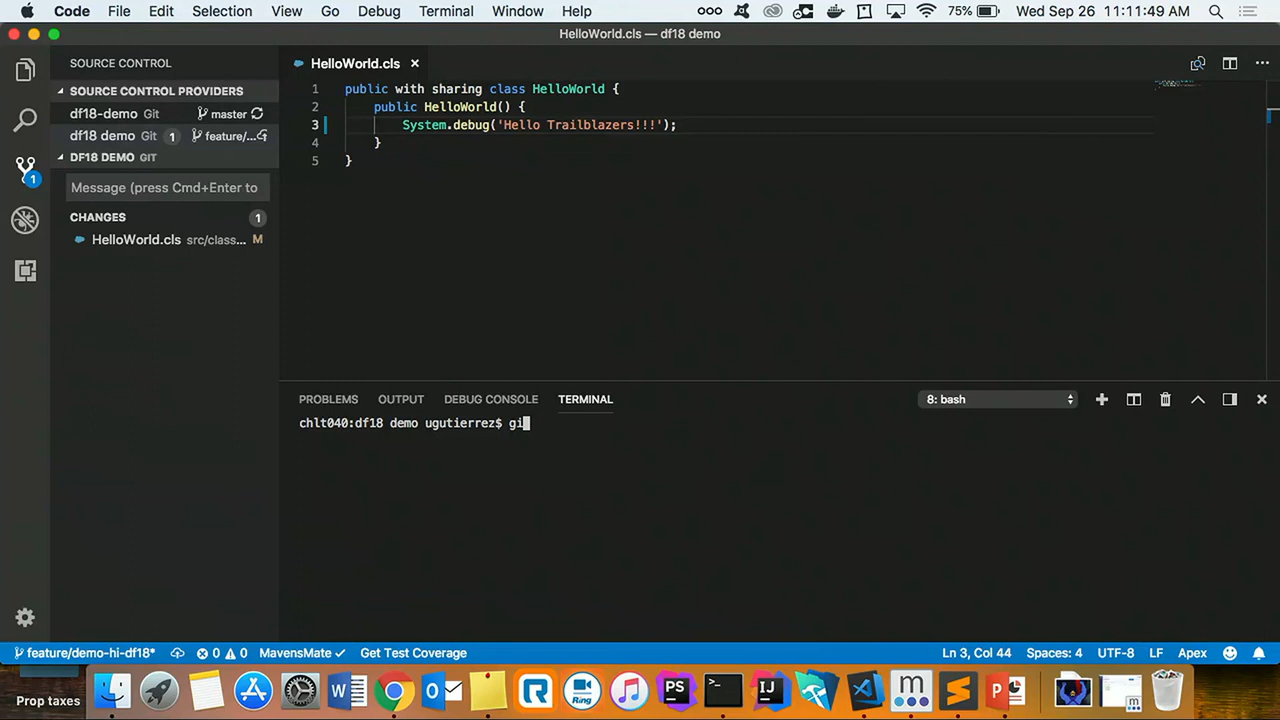 Code File Edit Selection View Go Debug Terminal Window Help 75% Wed Sep 26 11:11:49 AM
HelloWorld.cls — df18 demo
SOURCE CONTROL
HelloWorld.cls
SOURCE CONTROL PROVIDERS
df18-demo Git master
df18 demo Git 1 feature/...
DF18 DEMO GIT
1
Message (press Cmd+Enter to
CHANGES 1
HelloWorld.cls src/class... M
1 public with sharing class HelloWorld {
2 public HelloWorld() {
3 System.debug('Hello Trailblazers!!!');
4 }
5 }
PROBLEMS OUTPUT DEBUG CONSOLE TERMINAL 8: bash
chlt040:df18 demo ugutierrez$ gi
feature/demo-hi-df18* 0 0 MavensMate Get Test Coverage Ln 3, Col 44 Spaces: 4 UTF-8 LF Apex
Prop taxes
Ring
PS
>_
IJ
m
P
W
O
R
S
m